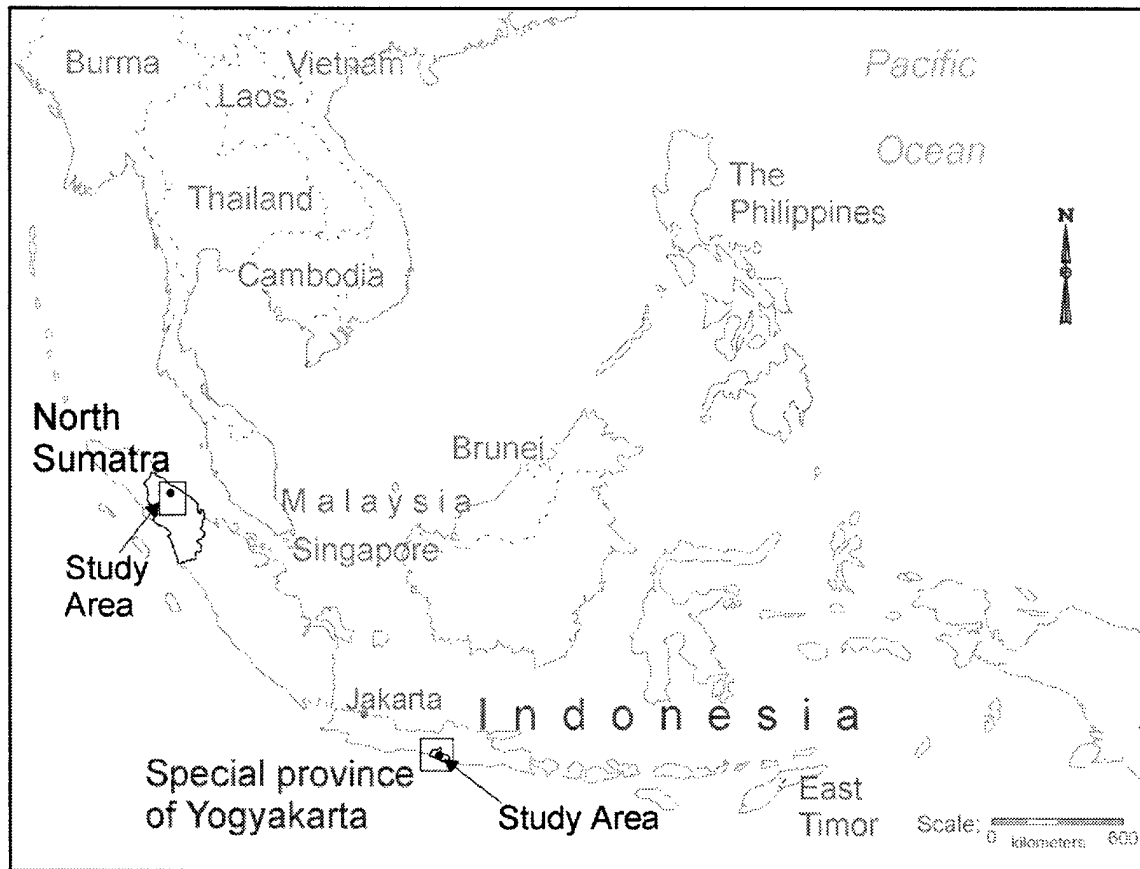 Burma
Vietnam
Laos
Pacific
Ocean
Thailand
The
Philippines
N
Cambodia
North
Sumatra
Brunei
Malaysia
Singapore
Study
Area
Jakarta
Indonesia
Special province
of Yogyakarta
Study Area
East
Timor
Scale: 0 600
kilometers